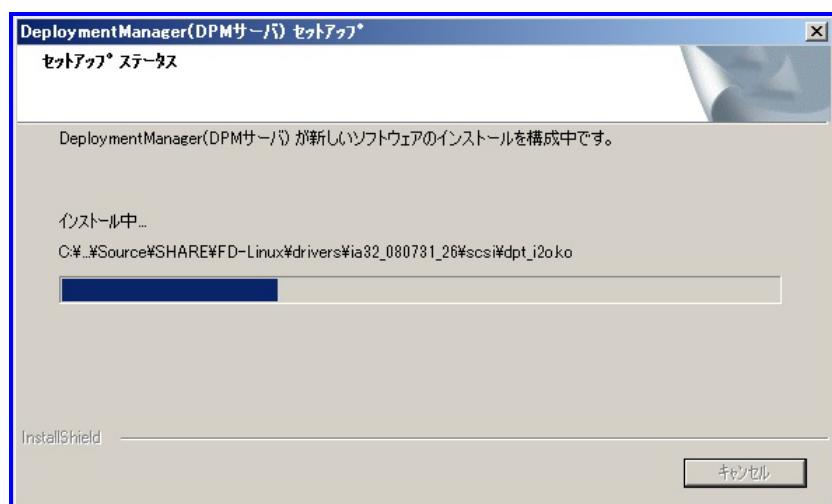 DeploymentManager(DPMサーバ) セットアップ
セットアップ ステータス
DeploymentManager(DPMサーバ) が新しいソフトウェアのインストールを構成中です。
インストール中...
C:¥...¥Source¥SHARE¥FD-Linux¥drivers¥ia32_080731_26¥scsi¥dpt_i2o.ko
InstallShield
キャンセル